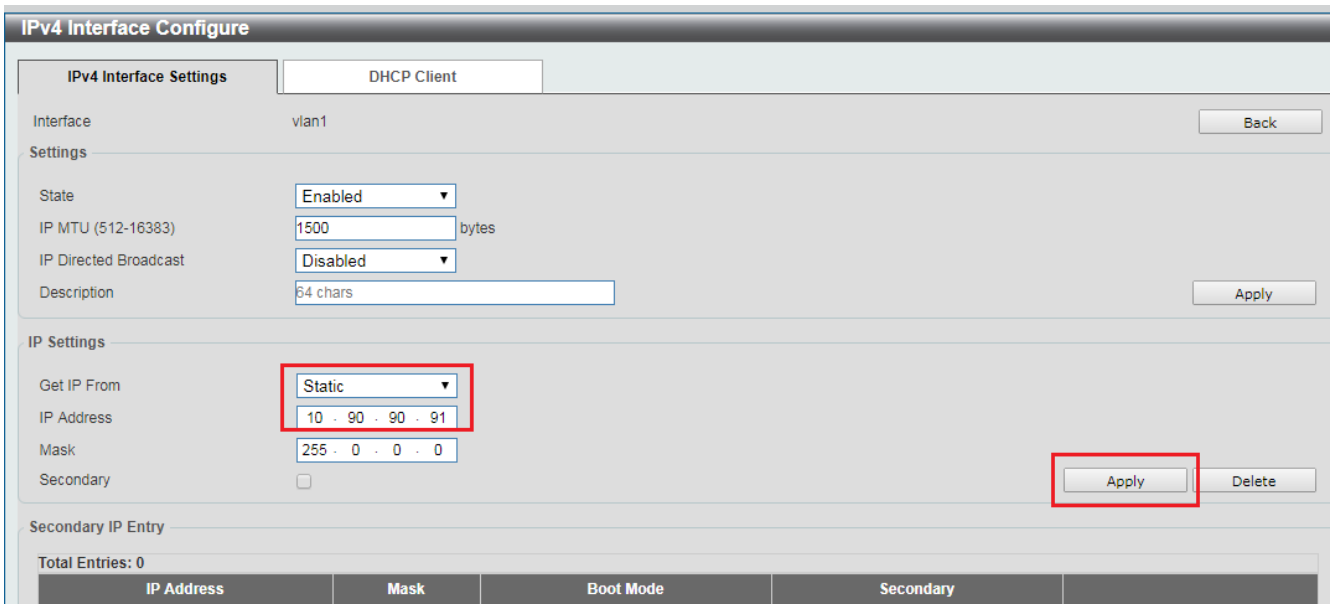 IPv4 Interface Configure
IPv4 Interface Settings DHCP Client
Interface vlan1 Back
Settings
State Enabled
IP MTU (512-16383) 1500 bytes
IP Directed Broadcast Disabled
Description 64 chars Apply
IP Settings
Get IP From Static
IP Address 10 . 90 . 90 . 91
Mask 255 . 0 . 0 . 0
Secondary Apply Delete
Secondary IP Entry
Total Entries: 0
IP Address Mask Boot Mode Secondary